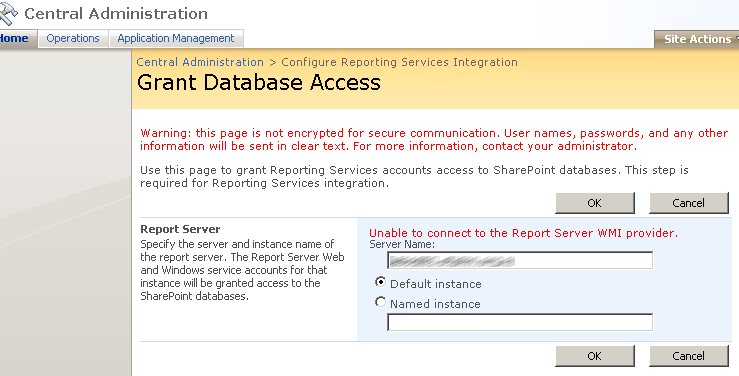 Central Administration
Home Operations Application Management
Site Actions
Central Administration > Configure Reporting Services Integration
Grant Database Access
Warning: this page is not encrypted for secure communication. User names, passwords, and any other
information will be sent in clear text. For more information, contact your administrator.
Use this page to grant Reporting Services accounts access to SharePoint databases. This step is
required for Reporting Services integration.
OK Cancel
Report Server
Specify the server and instance name of
the report server. The Report Server Web
and Windows service accounts for that
instance will be granted access to the
SharePoint databases.
Unable to connect to the Report Server WMI provider.
Server Name:
Default instance
Named instance
OK Cancel